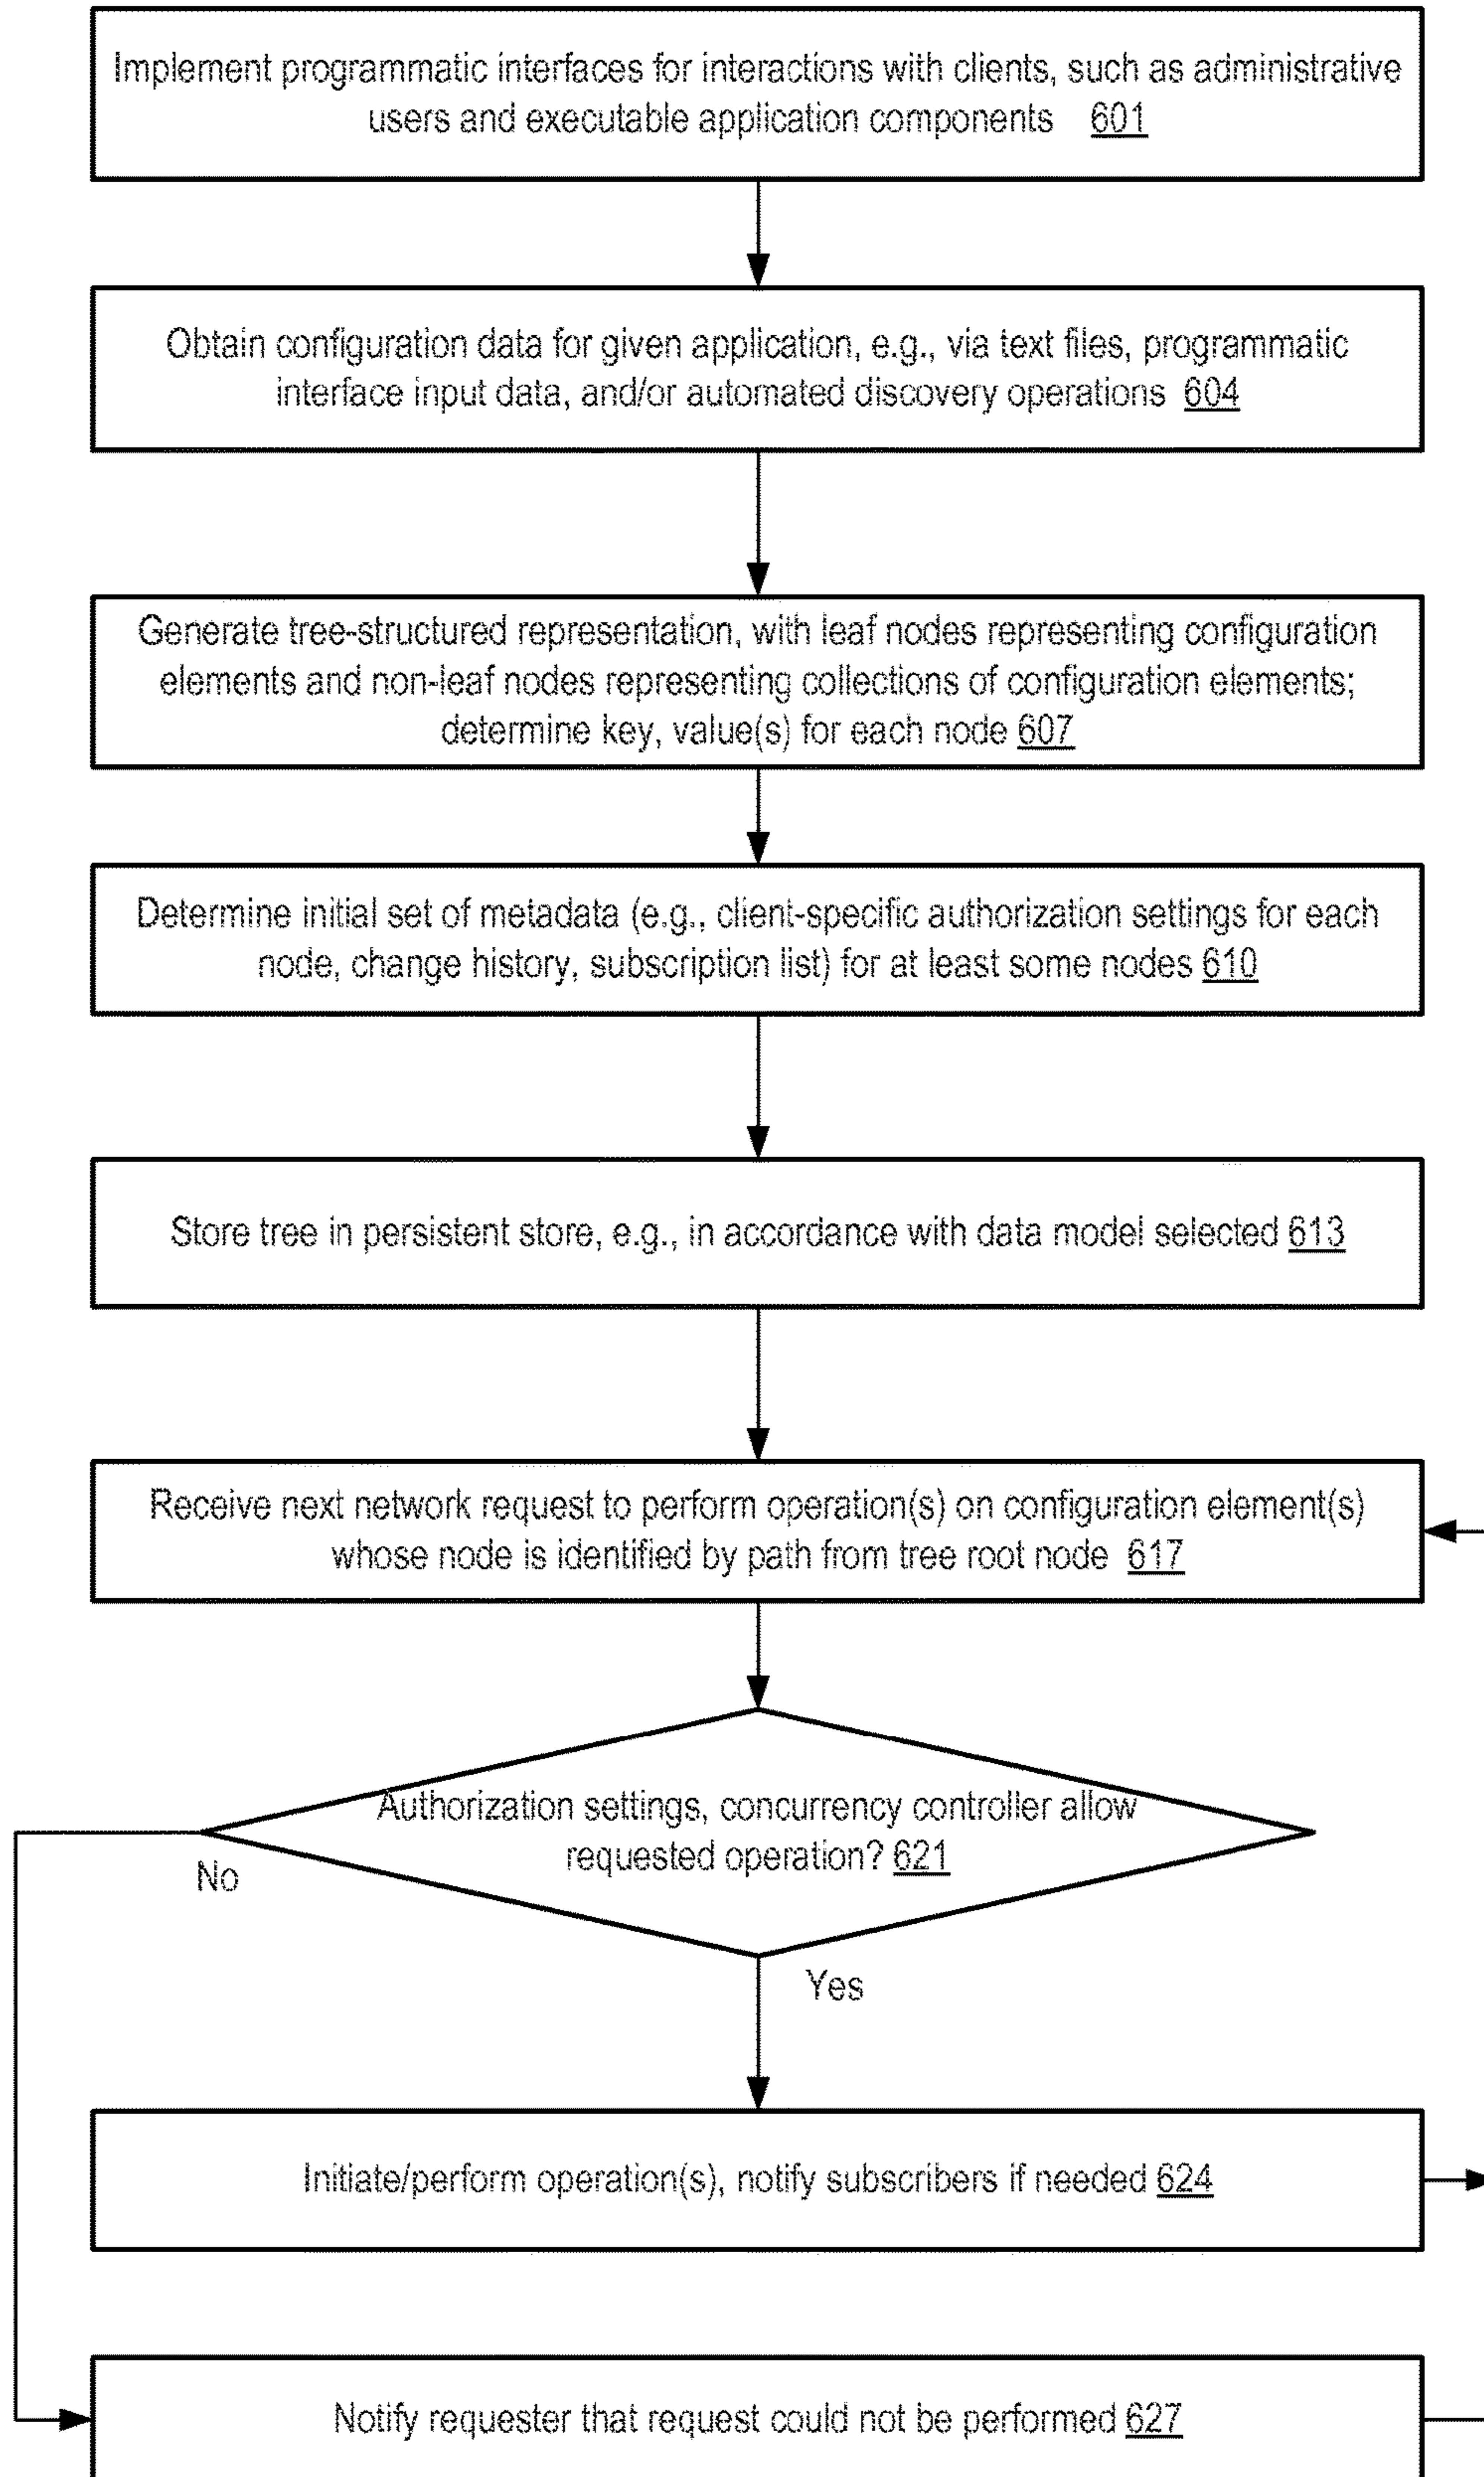 Implement programmatic interfaces for interactions with clients, such as administrative
users and executable application components 601
Obtain configuration data for given application, e.g., via text files, programmatic
interface input data, and/or automated discovery operations 604
Generate tree-structured representation, with leaf nodes representing configuration
elements and non-leaf nodes representing collections of configuration elements;
determine key, value(s) for each node 607
Determine initial set of metadata (e.g., client-specific authorization settings for each
node, change history, subscription list) for at least some nodes 610
Store tree in persistent store, e.g., in accordance with data model selected 613
Receive next network request to perform operation(s) on configuration element(s)
whose node is identified by path from tree root node 617
Authorization settings, concurrency controller allow
requested operation? 621
No
Yes
Initiate/perform operation(s), notify subscribers if needed 624
Notify requester that request could not be performed 627